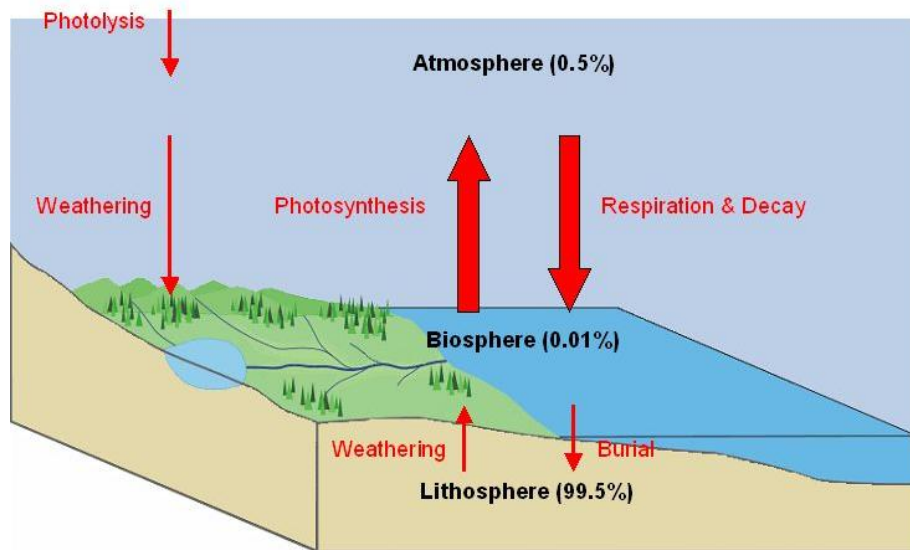 Photolysis
Atmosphere (0.5%)
Weathering
Photosynthesis
Respiration & Decay
Biosphere (0.01%)
Weathering
Burial
Lithosphere (99.5%)